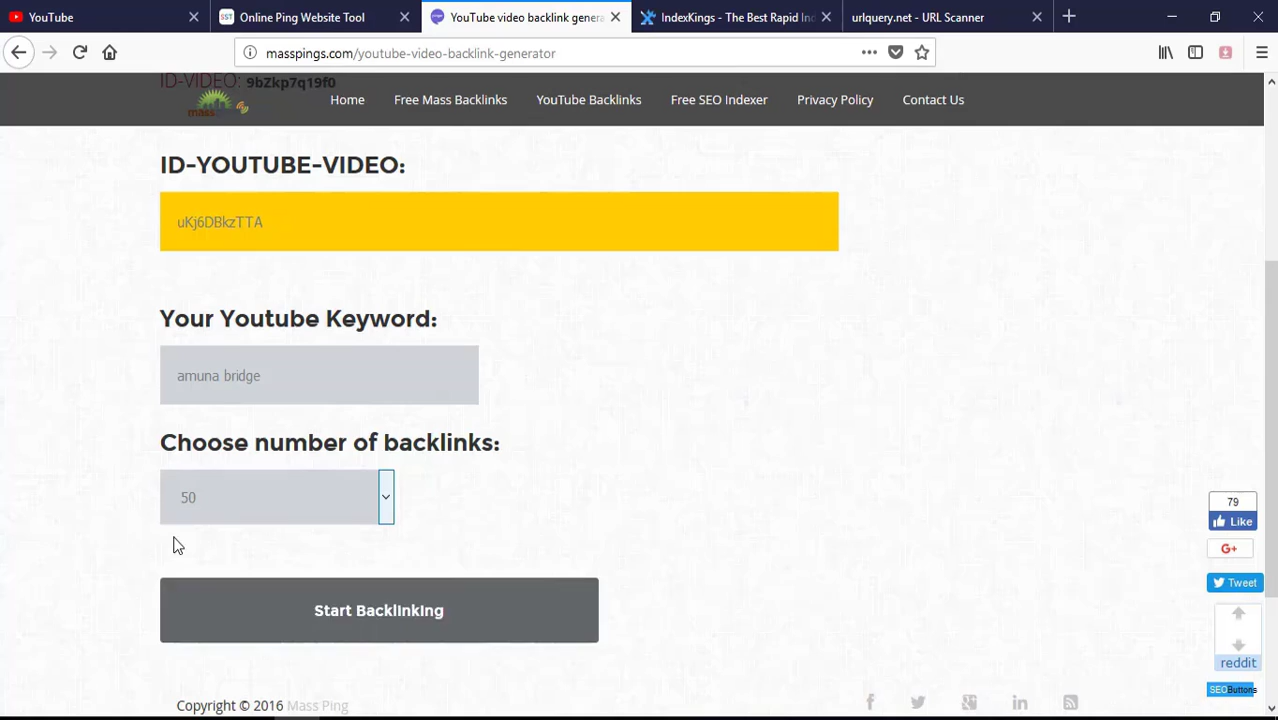 YouTube
Online Ping Website Tool
YouTube video backlink genera
IndexKings - The Best Rapid Ind
urlquery.net - URL Scanner
masspings.com/youtube-video-backlink-generator
ID-VIDEO: 9bZkp7q19f0
mass
Home
Free Mass Backlinks
YouTube Backlinks
Free SEO Indexer
Privacy Policy
Contact Us
ID-YOUTUBE-VIDEO:
uKj6DBkzTTA
Your Youtube Keyword:
amuna bridge
Choose number of backlinks:
50
Start Backlinking
79
Like
G+
Tweet
reddit
SEOButtons
Copyright © 2016 Mass Ping